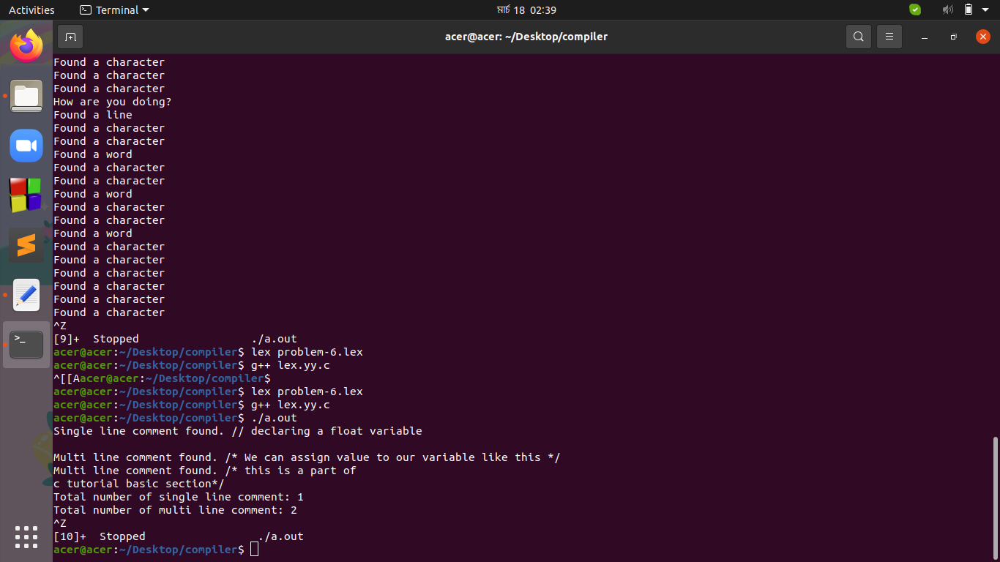 Activities
Terminal
মার্চ 18 02:39
acer@acer: ~/Desktop/compiler
Found a character
Found a character
Found a character
How are you doing?
Found a line
Found a character
Found a character
Found a word
Found a character
Found a character
Found a word
Found a character
Found a character
Found a word
Found a character
Found a character
Found a character
Found a character
Found a character
Found a character
^Z
[9]+  Stopped                 ./a.out
acer@acer:~/Desktop/compiler$ lex problem-6.lex
acer@acer:~/Desktop/compiler$ g++ lex.yy.c
^[[Aacer@acer:~/Desktop/compiler$
acer@acer:~/Desktop/compiler$ lex problem-6.lex
acer@acer:~/Desktop/compiler$ g++ lex.yy.c
acer@acer:~/Desktop/compiler$ ./a.out
Single line comment found. // declaring a float variable
Multi line comment found. /* We can assign value to our variable like this */
Multi line comment found. /* this is a part of
c tutorial basic section*/
Total number of single line comment: 1
Total number of multi line comment: 2
^Z
[10]+  Stopped                 ./a.out
acer@acer:~/Desktop/compiler$